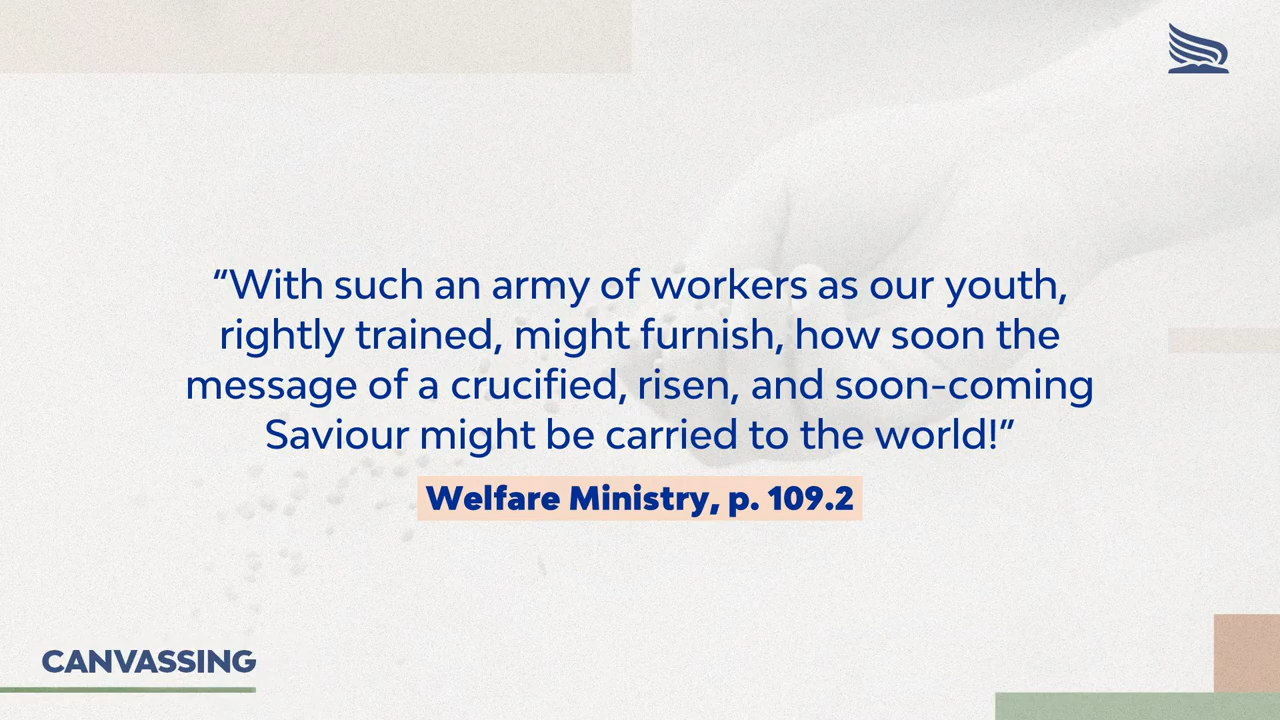 “With such an army of workers as our youth,
rightly trained, might furnish, how soon the
message of a crucified, risen, and soon-coming
Saviour might be carried to the world!”
Welfare Ministry, p. 109.2
CANVASSING